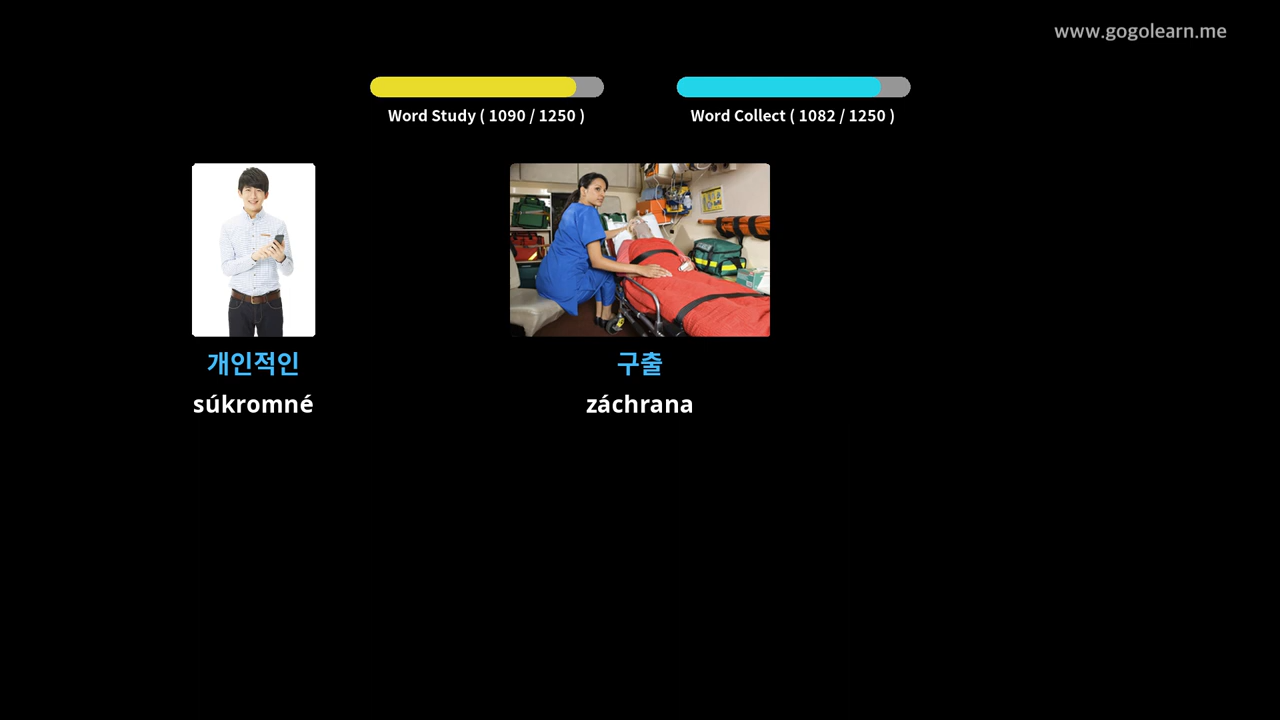 www.gogolearn.me
Word Study ( 1090 / 1250 )
Word Collect ( 1082 / 1250 )
개인적인
구출
súkromné
záchrana